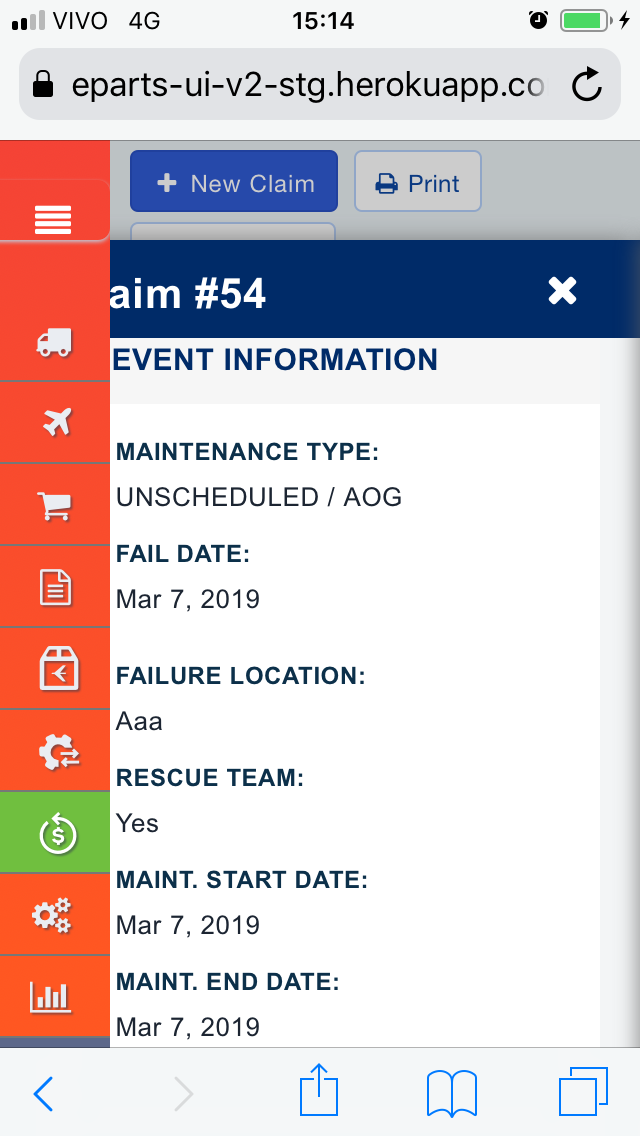 VIVO 4G 15:14
eparts-ui-v2-stg.herokuapp.co
New Claim Print
aim #54
EVENT INFORMATION
MAINTENANCE TYPE:
UNSCHEDULED / AOG
FAIL DATE:
Mar 7, 2019
FAILURE LOCATION:
Aaa
RESCUE TEAM:
Yes
MAINT. START DATE:
Mar 7, 2019
MAINT. END DATE:
Mar 7, 2019